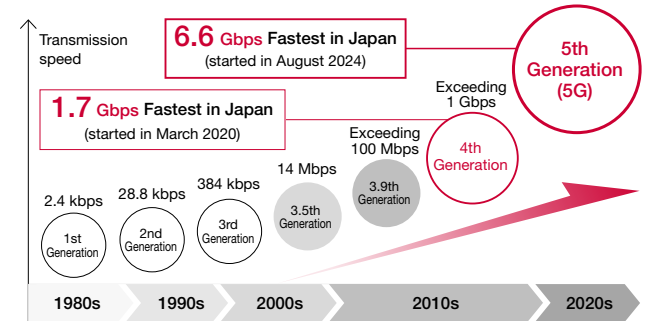 Transmission
speed
6.6 Gbps Fastest in Japan
(started in August 2024)
5th
Generation
(5G)
1.7 Gbps Fastest in Japan
(started in March 2020)
Exceeding
1 Gbps
4th
Generation
Exceeding
100 Mbps
3.9th
Generation
14 Mbps
3.5th
Generation
384 kbps
3rd
Generation
28.8 kbps
2nd
Generation
2.4 kbps
1st
Generation
1980s
1990s
2000s
2010s
2020s